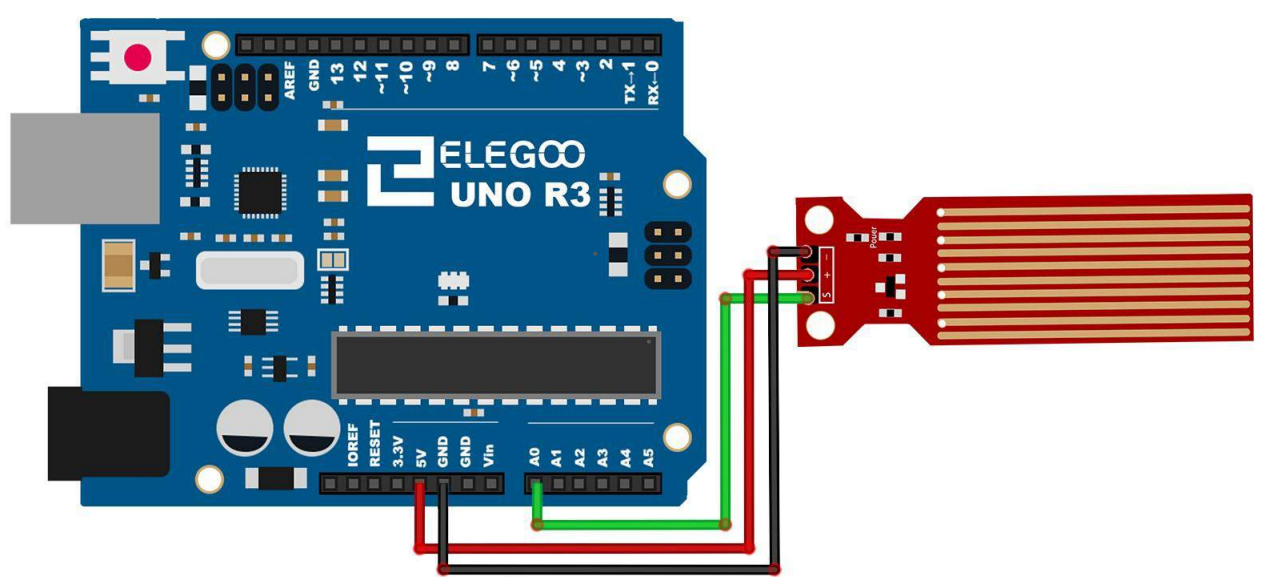 AREF
GND
13
12
~11
~10
~9
8
7
~6
~5
4
~3
2
TX→1
RX←0
ELEGOO
UNO R3
Power
-
+
S
IOREF
RESET
3.3V
5V
GND
GND
Vin
A0
A1
A2
A3
A4
A5